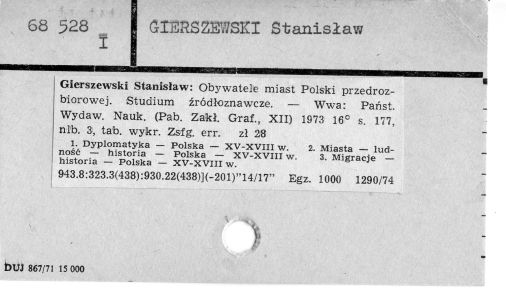 68 528 I GIERSZEWSKI Stanisław
Gierszewski Stanisław: Obywatele miast Polski przedroz-
biorowej. Studium źródłoznawcze. — Wwa: Państ.
Wydaw. Nauk. (Pab. Zakł. Graf., XII) 1973 16° s. 177,
nlb. 3, tab. wykr. Zsfg. err. zł 28
1. Dyplomatyka — Polska — XV-XVIII w. 2. Miasta — lud-
ność — historia — Polska — XV-XVIII w. 3. Migracje —
historia — Polska — XV-XVIII w.
943.8:323.3(438):930.22(438)](-201)"14/17" Egz. 1000 1290/74
DUJ 867/71 15 000